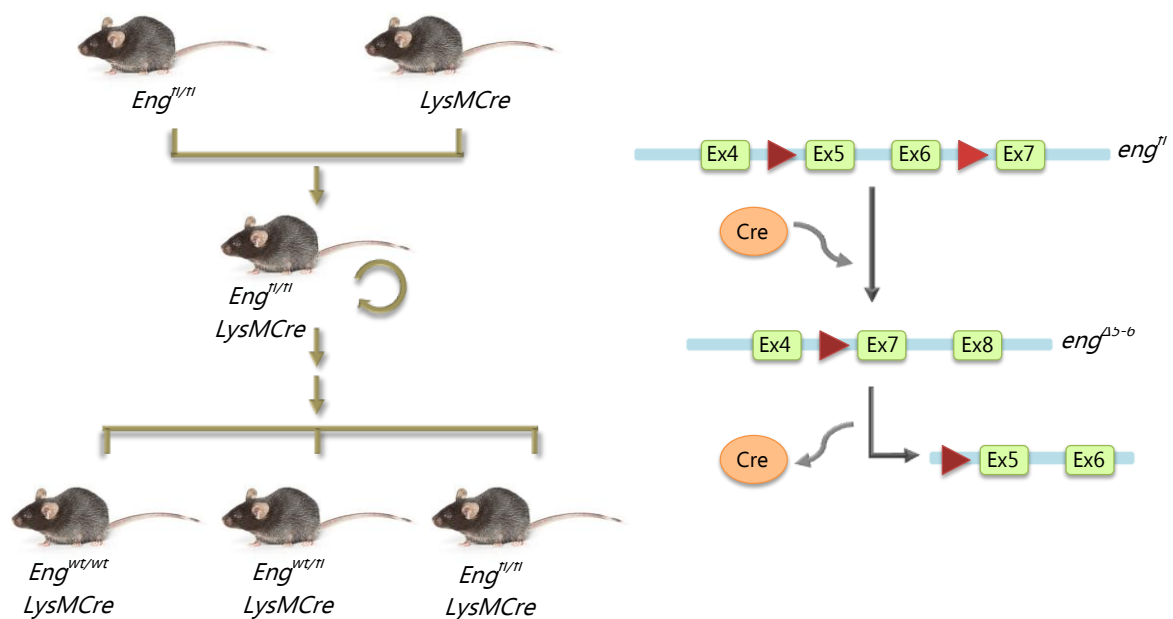 Eng^fl/fl
LysMCre
Eng^fl/fl
LysMCre
Eng^wt/wt
LysMCre
Eng^wt/fl
LysMCre
Eng^fl/fl
LysMCre
Ex4 Ex5 Ex6 Ex7 eng^fl
Cre
Ex4 Ex7 Ex8 eng^Δ5-6
Cre
Ex5 Ex6